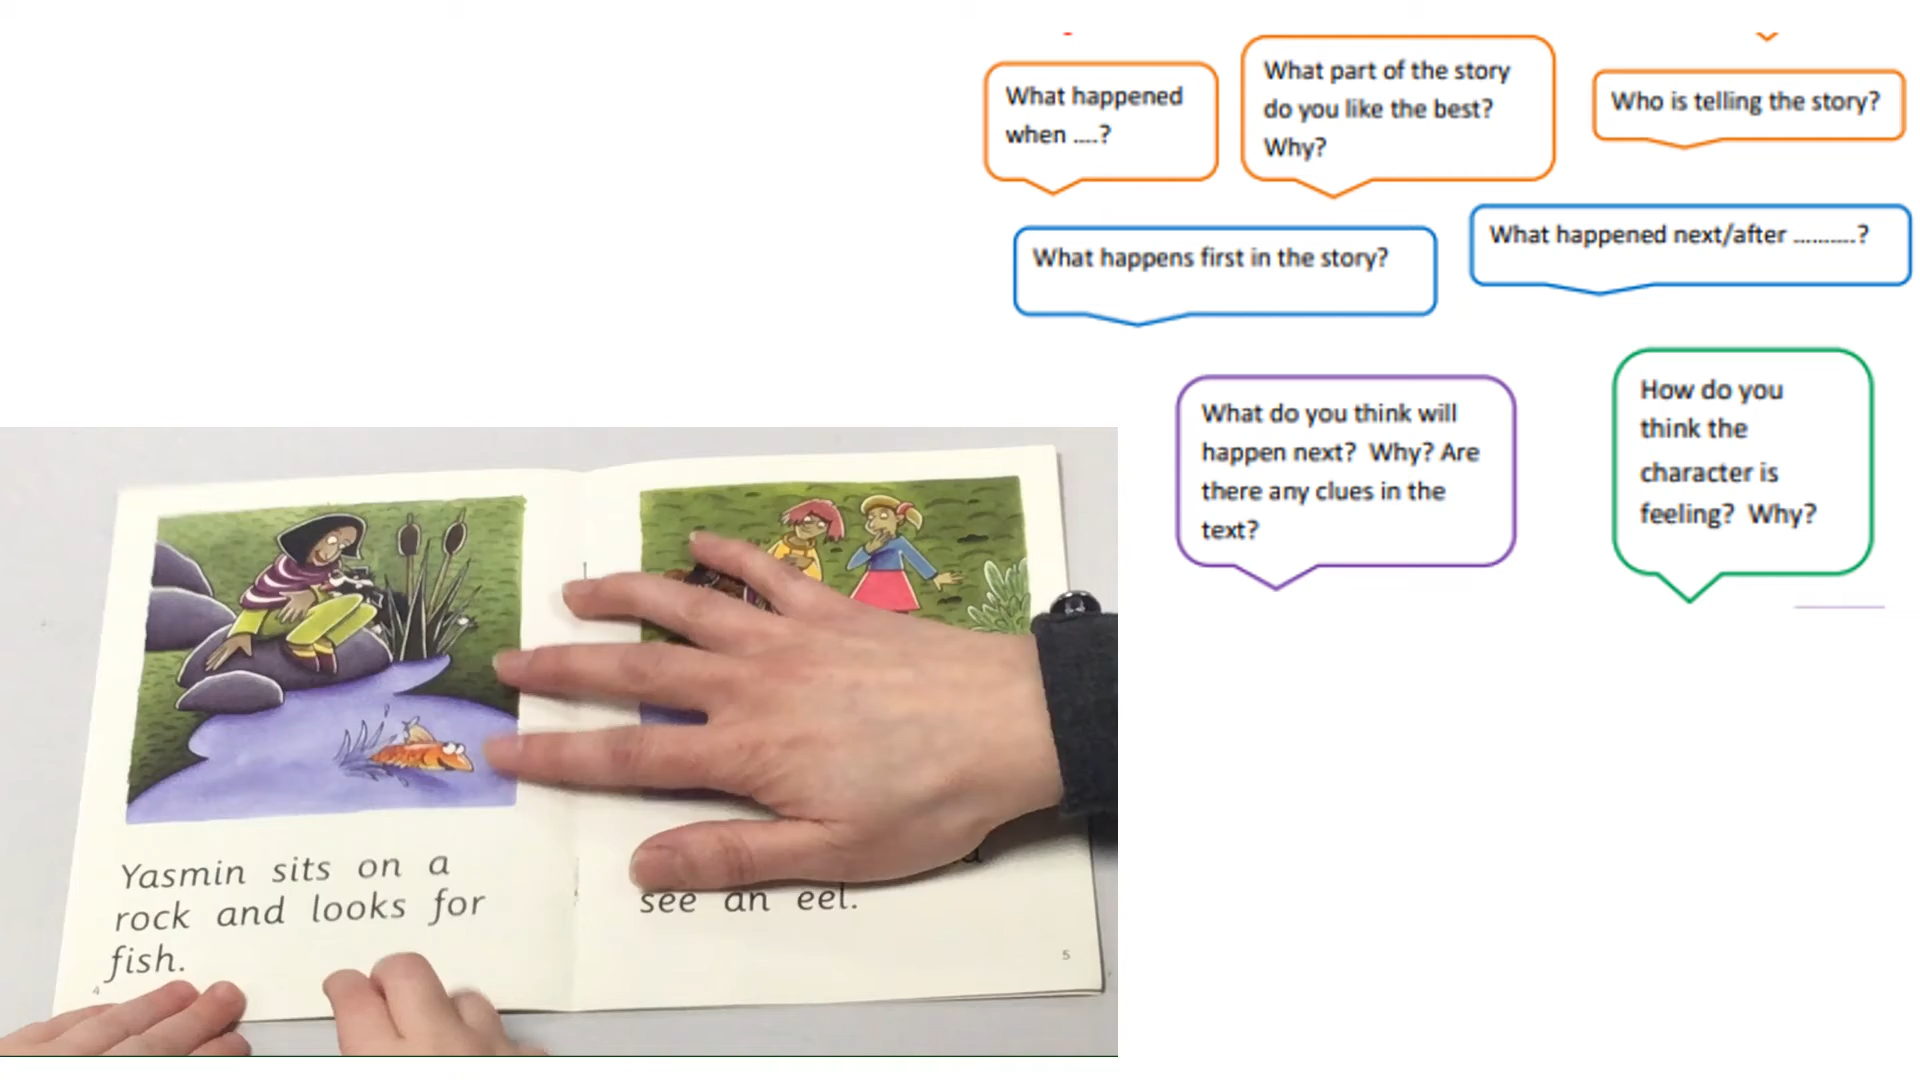 What happened
when ....?
What part of the story
do you like the best?
Why?
Who is telling the story?
What happens first in the story?
What happened next/after ..........?
What do you think will
happen next? Why? Are
there any clues in the
text?
How do you
think the
character is
feeling? Why?
Yasmin sits on a
rock and looks for
fish.
4
see an eel.
5